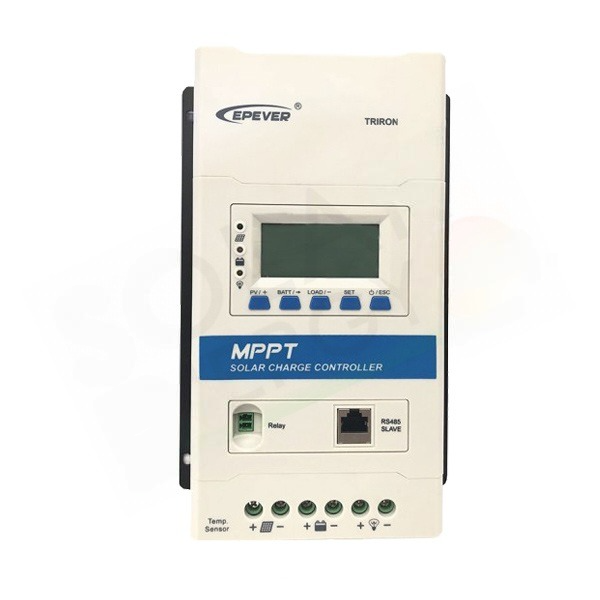 EPEVER ®
TRIRON
PV / + BATT / ➔ LOAD / − SET ⏻ / ESC
MPPT
SOLAR CHARGE CONTROLLER
Relay
RS485
SLAVE
Temp.
Sensor
+ − + − + −